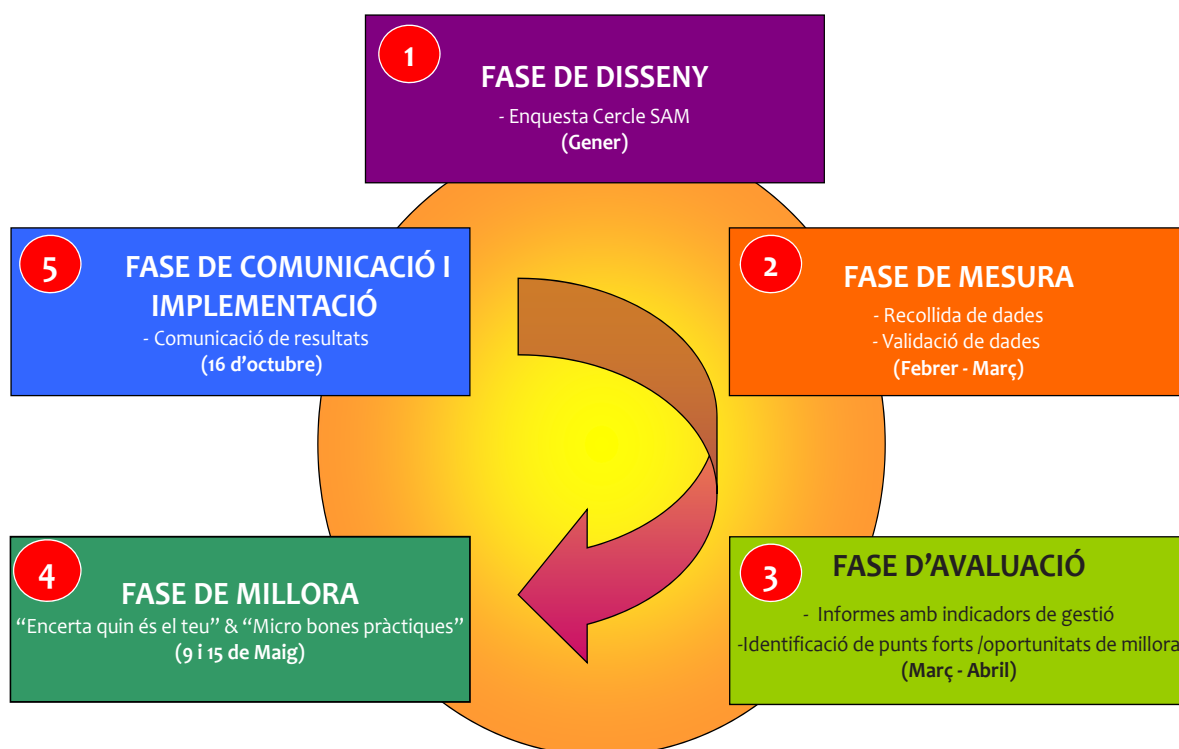 1
FASE DE DISSENY
- Enquesta Cercle SAM
(Gener)
2
FASE DE MESURA
- Recollida de dades
- Validació de dades
(Febrer - Març)
3
FASE D’AVALUACIÓ
- Informes amb indicadors de gestió
-Identificació de punts forts /oportunitats de millora
(Març - Abril)
4
FASE DE MILLORA
“Encerta quin és el teu” & “Micro bones pràctiques”
(9 i 15 de Maig)
5
FASE DE COMUNICACIÓ I
IMPLEMENTACIÓ
- Comunicació de resultats
(16 d’octubre)